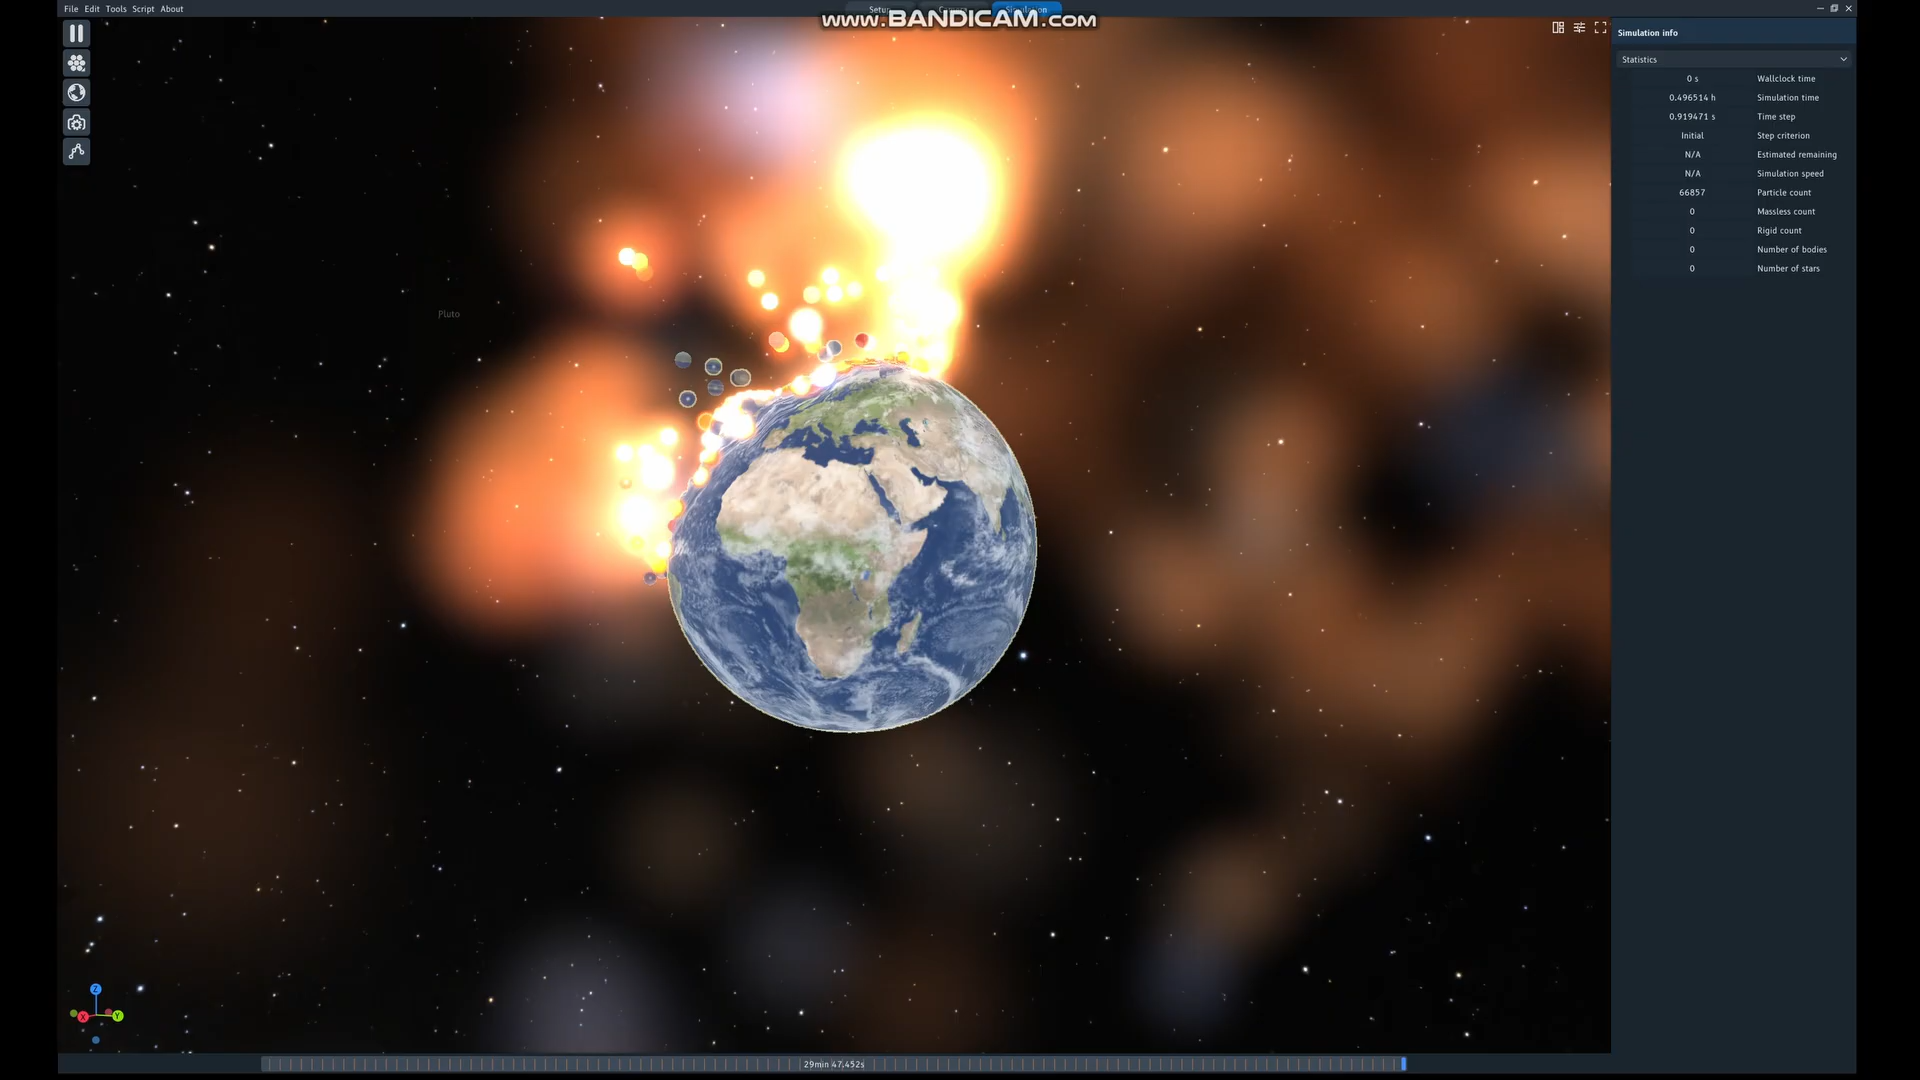 File Edit Tools Script About
Setup Simulation
www.BANDICAM.com
Simulation info
Statistics
0 s Wallclock time
0.496514 h Simulation time
0.919471 s Time step
Initial Step criterion
N/A Estimated remaining
N/A Simulation speed
66857 Particle count
0 Massless count
0 Rigid count
0 Number of bodies
0 Number of stars
Pluto
Z
X Y
29min 47.452s